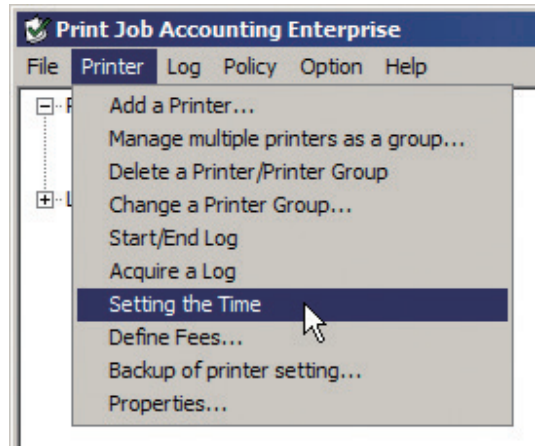 Print Job Accounting Enterprise
File Printer Log Policy Option Help
Add a Printer...
Manage multiple printers as a group...
Delete a Printer/Printer Group
Change a Printer Group...
Start/End Log
Acquire a Log
Setting the Time
Define Fees...
Backup of printer setting...
Properties...